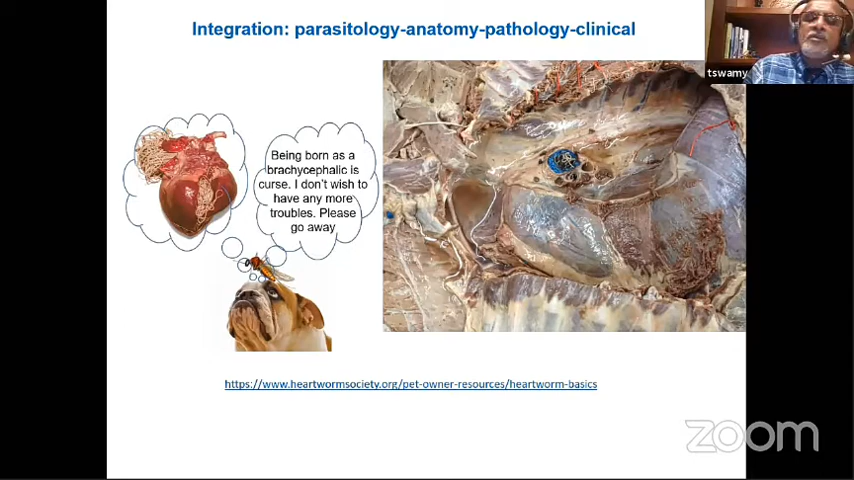 Integration: parasitology-anatomy-pathology-clinical
tswamy
Being born as a
brachycephalic is
curse. I don't wish to
have any more
troubles. Please
go away
https://www.heartwormsociety.org/pet-owner-resources/heartworm-basics
zoom